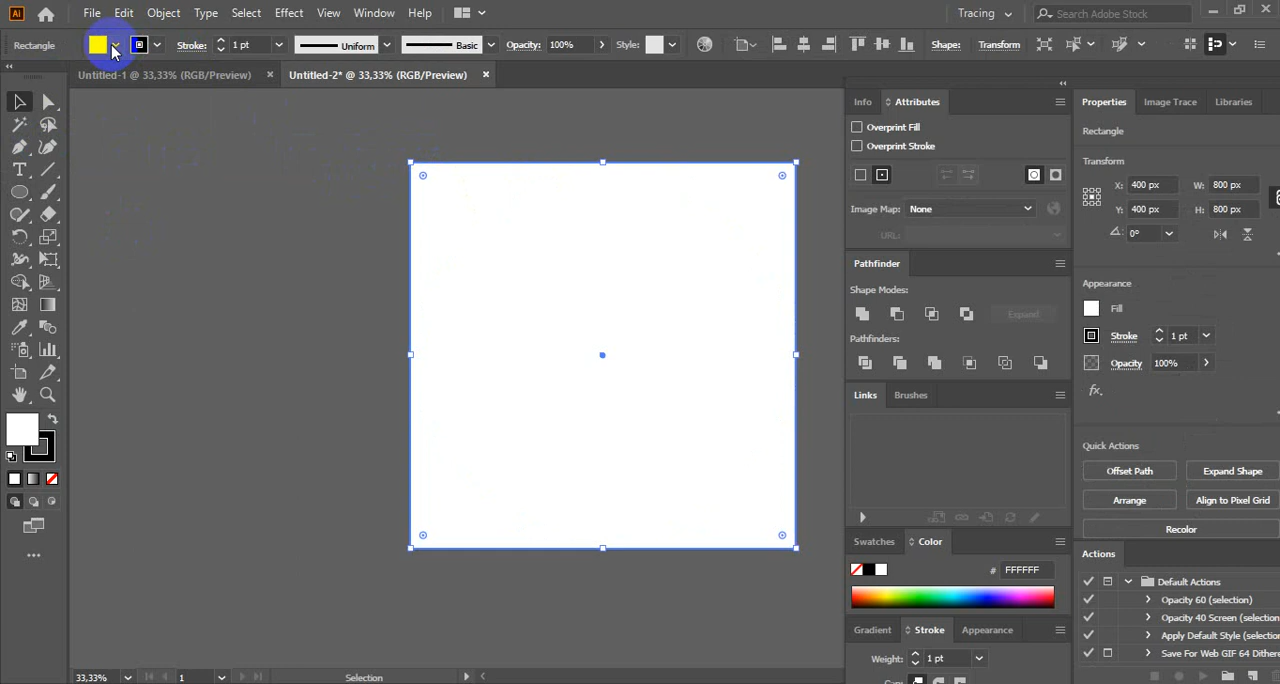 Ai File Edit Object Type Select Effect View Window Help Tracing Search Adobe Stock
Rectangle Stroke: 1 pt Uniform Basic Opacity: 100% Style: Shape: Transform
Untitled-1 @ 33,33% (RGB/Preview) × Untitled-2* @ 33,33% (RGB/Preview) ×
Info Attributes
Overprint Fill
Overprint Stroke
Image Map: None
URL:
Pathfinder
Shape Modes:
Expand
Pathfinders:
Links Brushes
Swatches Color
# FFFFFF
Gradient Stroke Appearance
Weight: 1 pt
Properties Image Trace Libraries
Rectangle
Transform
X: 400 px W: 800 px
Y: 400 px H: 800 px
0°
Appearance
Fill
Stroke 1 pt
Opacity 100%
fx.
Quick Actions
Offset Path Expand Shape
Arrange Align to Pixel Grid
Recolor
Actions
Default Actions
Opacity 60 (selection)
Opacity 40 Screen (selection)
Apply Default Style (selection
Save For Web GIF 64 Dithere
33,33% 1 Selection